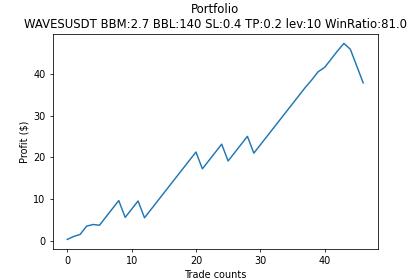 Portfolio
WAVESUSDT BBM:2.7 BBL:140 SL:0.4 TP:0.2 lev:10 WinRatio:81.0
40
30
20
10
0
Profit ($)
0
10
20
30
40
Trade counts